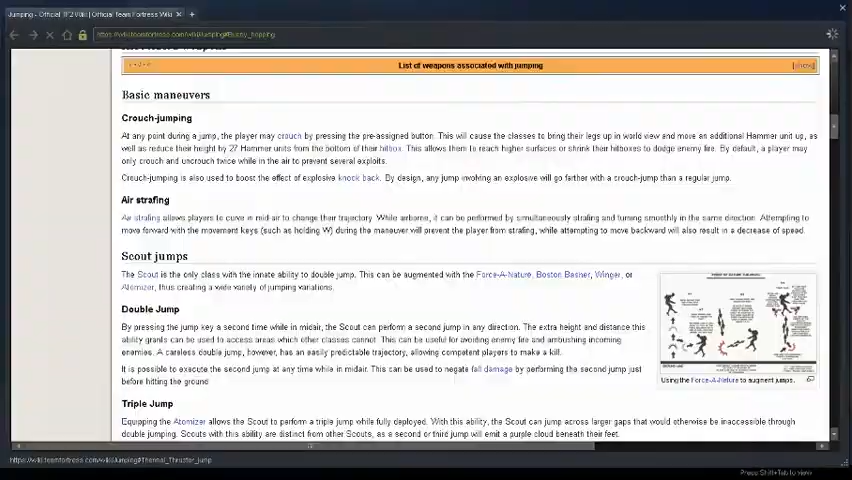 Jumping - Official TF2 Wiki | Official Team Fortress Wiki
https://wiki.teamfortress.com/wiki/Jumping#Bunny_hopping
List of weapons associated with jumping
[show]
Basic maneuvers
Crouch-jumping
At any point during a jump, the player may crouch by pressing the pre-assigned button. This will cause the classes to bring their legs up in world view and move an additional Hammer unit up, as
well as reduce their height by 27 Hammer units from the bottom of their hitbox. This allows them to reach higher surfaces or shrink their hitboxes to dodge enemy fire. By default, a player may
only crouch and uncrouch twice while in the air to prevent several exploits.
Crouch-jumping is also used to boost the effect of explosive knock back. By design, any jump involving an explosive will go farther with a crouch-jump than a regular jump.
Air strafing
Air strafing allows players to curve in mid-air to change their trajectory. While airborne, it can be performed by simultaneously strafing and turning smoothly in the same direction. Attempting to
move forward with the movement keys (such as holding W) during the maneuver will prevent the player from strafing, while attempting to move backward will also result in a decrease of speed.
Scout jumps
The Scout is the only class with the innate ability to double jump. This can be augmented with the Force-A-Nature, Boston Basher, Winger, or
Atomizer, thus creating a wide variety of jumping variations.
Double Jump
By pressing the jump key a second time while in midair, the Scout can perform a second jump in any direction. The extra height and distance this
ability grants can be used to access areas which other classes cannot. This can be useful for avoiding enemy fire and ambushing incoming
enemies. A careless double jump, however, has an easily predictable trajectory, allowing competent players to make a kill.
It is possible to execute the second jump at any time while in midair. This can be used to negate fall damage by performing the second jump just
before hitting the ground
Using the Force-A-Nature to augment jumps.
Triple Jump
Equipping the Atomizer allows the Scout to perform a triple jump while fully deployed. With this ability, the Scout can jump across larger gaps that would otherwise be inaccessible through
double jumping. Scouts with this ability are distinct from other Scouts, as a second or third jump will emit a purple cloud beneath their feet.
https://wiki.teamfortress.com/wiki/Jumping#Thermal_Thruster_jump
Press Shift+Tab to view